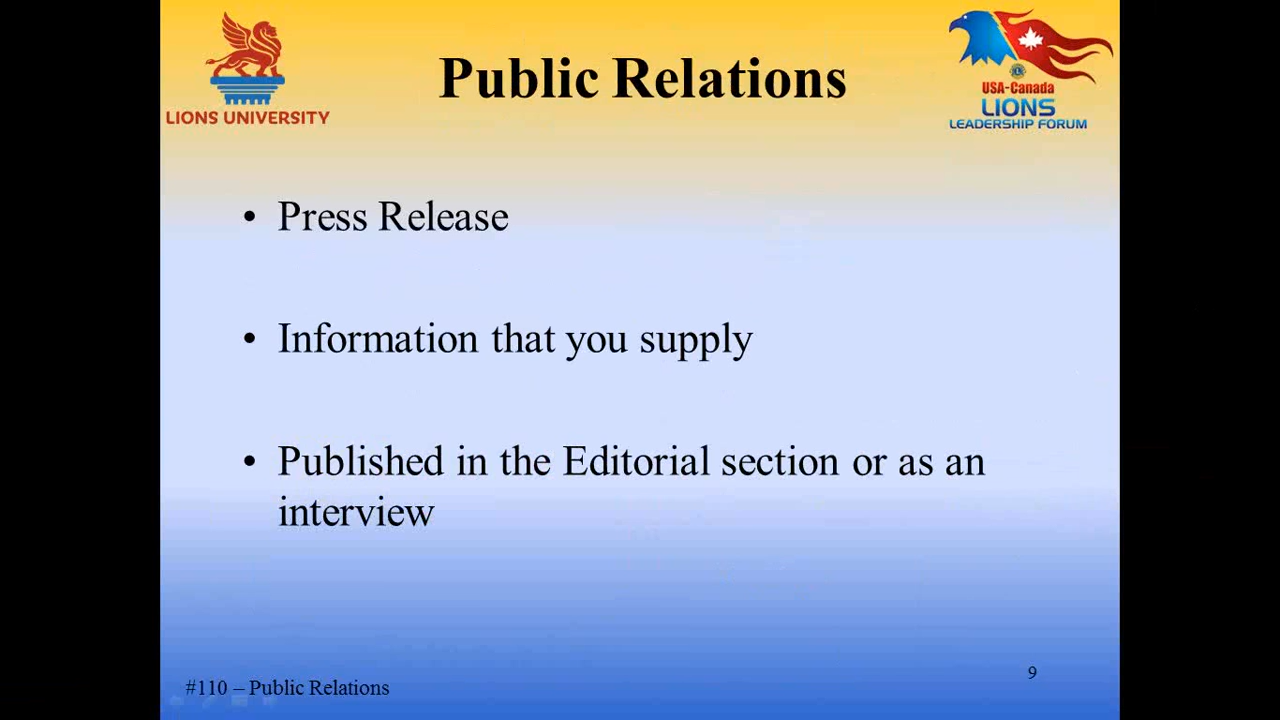 Public Relations
LIONS UNIVERSITY
USA-Canada
LIONS
LEADERSHIP FORUM
• Press Release
• Information that you supply
• Published in the Editorial section or as an
interview
#110 – Public Relations
9